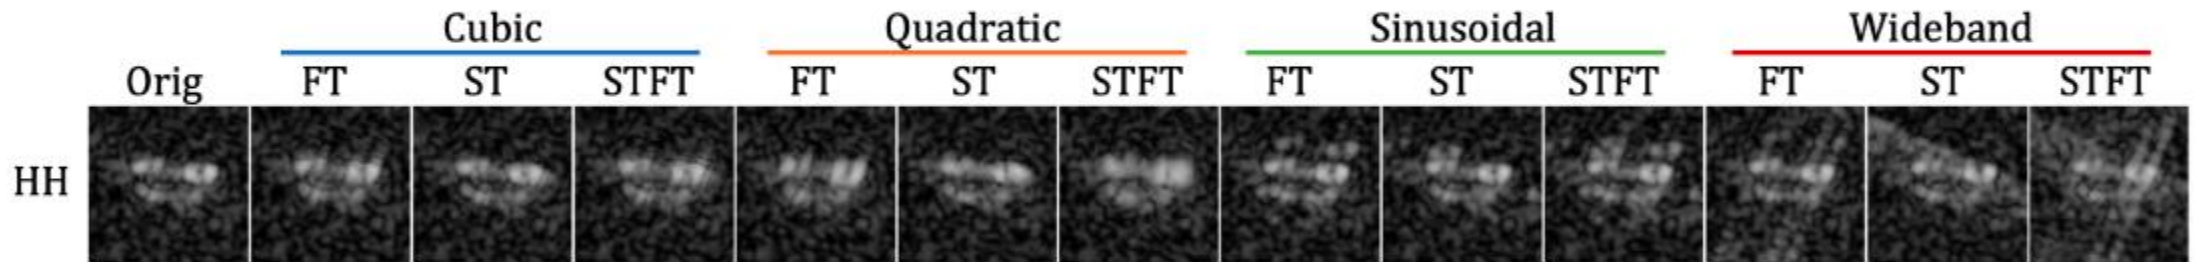 Cubic Quadratic Sinusoidal Wideband
Orig FT ST STFT FT ST STFT FT ST STFT FT ST STFT
HH